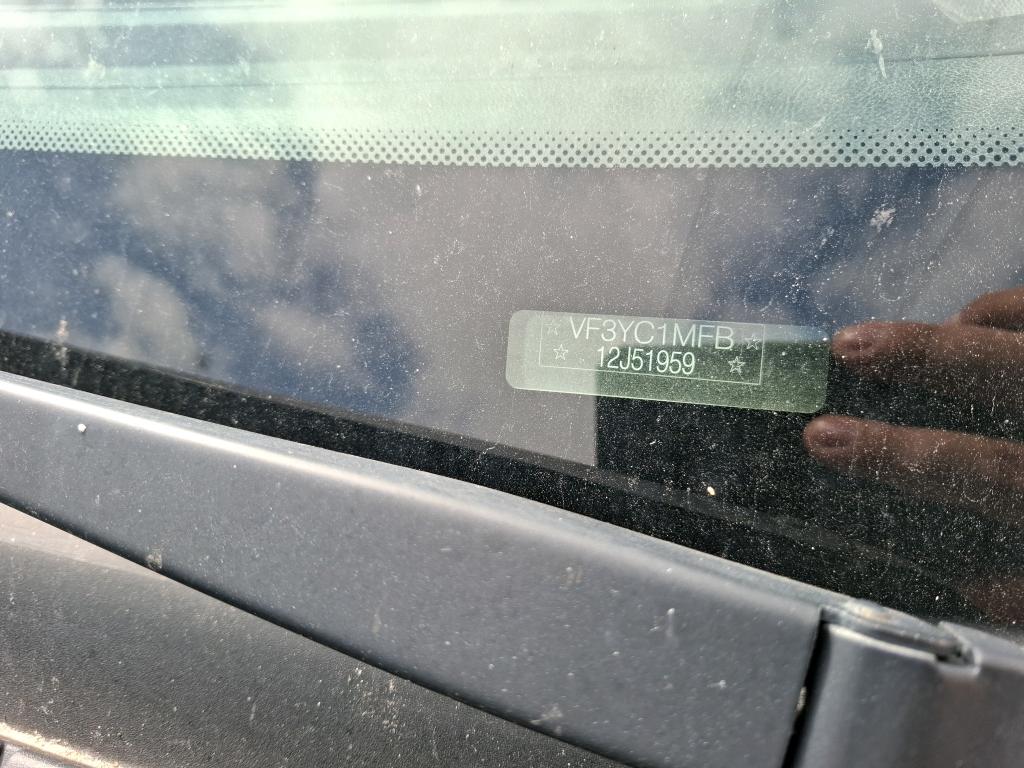 ☆ VF3YC1MFB ☆
☆ 12J51959 ☆